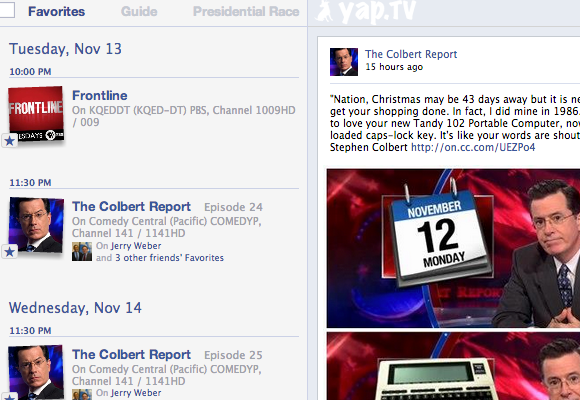 Favorites
Guide
Presidential Race
yap.TV
Tuesday, Nov 13
10:00 PM
FRONTLINE
PBS
Frontline
On KQEDDT (KQED-DT) PBS, Channel 1009HD
/ 009
11:30 PM
The Colbert Report Episode 24
On Comedy Central (Pacific) COMEDYP,
Channel 141 / 1141HD
On Jerry Weber
and 3 other friends' Favorites
Wednesday, Nov 14
11:30 PM
The Colbert Report Episode 25
On Comedy Central (Pacific) COMEDYP,
Channel 141 / 1141HD
On Jerry Weber
The Colbert Report
15 hours ago
"Nation, Christmas may be 43 days away but it is ne
get your shopping done. In fact, I did mine in 1986.
to love your new Tandy 102 Portable Computer, nov
loaded caps-lock key. It's like your words are shout
Stephen Colbert http://on.cc.com/UEZPo4
NOVEMBER
12
MONDAY